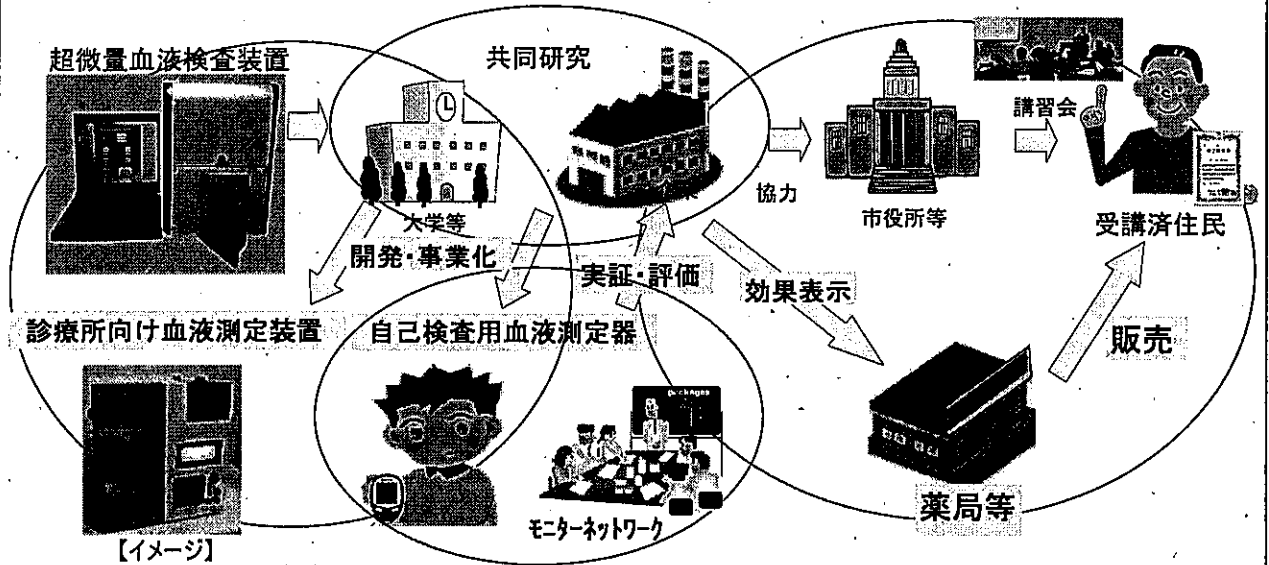 超微量血液検査装置
共同研究
講習会
大学等
協力
市役所等
受講済住民
開発・事業化
実証・評価
効果表示
販売
診療所向け血液測定装置
自己検査用血液測定器
packages
薬局等
モニターネットワーク
【イメージ】